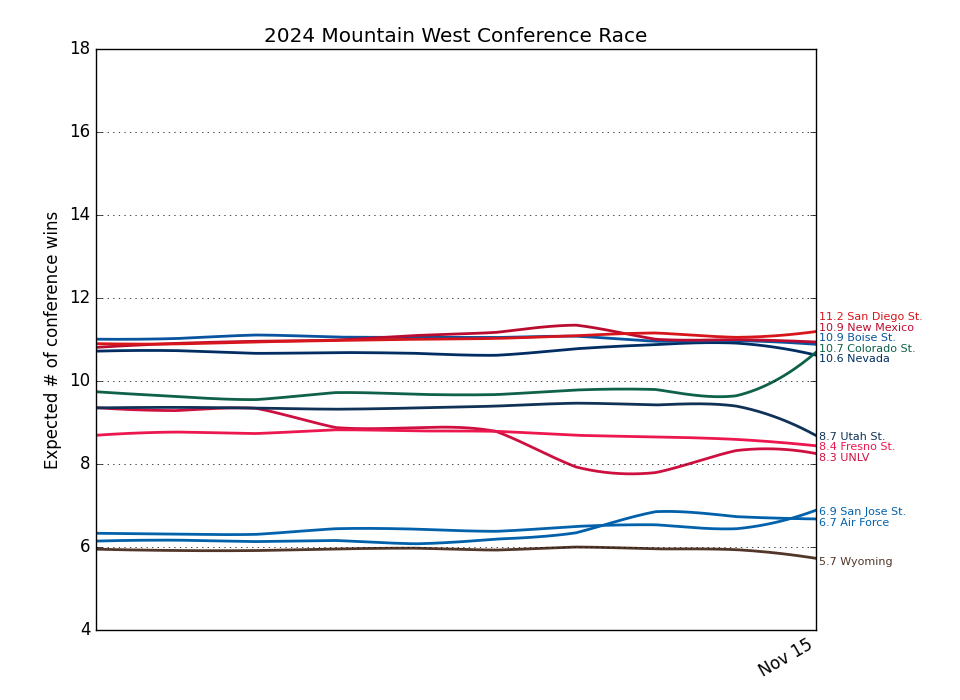 2024 Mountain West Conference Race
Expected # of conference wins
18
16
14
12
10
8
6
4
11.2 San Diego St.
10.9 New Mexico
10.9 Boise St.
10.7 Colorado St.
10.6 Nevada
8.7 Utah St.
8.4 Fresno St.
8.3 UNLV
6.9 San Jose St.
6.7 Air Force
5.7 Wyoming
Nov 15